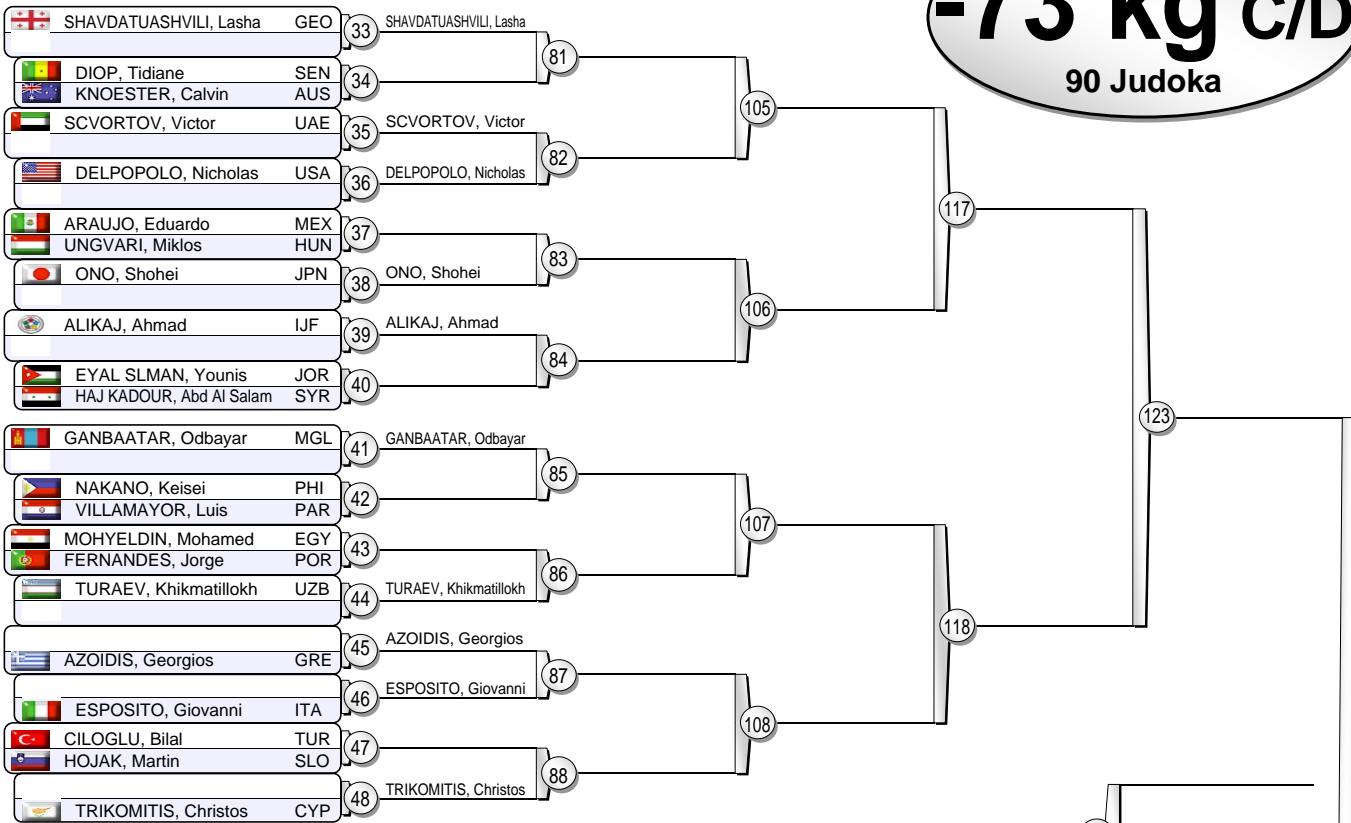 -73 kg C/D
90 Judoka
SHAVDATUASHVILI, Lasha GEO 33 SHAVDATUASHVILI, Lasha
81
DIOP, Tidiane SEN 34
KNOESTER, Calvin AUS
105
SCVORTOV, Victor UAE 35 SCVORTOV, Victor
82
DELPOPOLO, Nicholas USA 36 DELPOPOLO, Nicholas
117
ARAUJO, Eduardo MEX 37
UNGVARI, Miklos HUN
83
ONO, Shohei JPN 38 ONO, Shohei
106
ALIKAJ, Ahmad IJF 39 ALIKAJ, Ahmad
84
EYAL SLMAN, Younis JOR 40
HAJ KADOUR, Abd Al Salam SYR
123
GANBAATAR, Odbayar MGL 41 GANBAATAR, Odbayar
85
NAKANO, Keisei PHI 42
VILLAMAYOR, Luis PAR
107
MOHYELDIN, Mohamed EGY 43
FERNANDES, Jorge POR
86
TURAEV, Khikmatillokh UZB 44 TURAEV, Khikmatillokh
118
45 AZOIDIS, Georgios
AZOIDIS, Georgios GRE
87
46 ESPOSITO, Giovanni
ESPOSITO, Giovanni ITA
108
CILOGLU, Bilal TUR 47
HOJAK, Martin SLO
88
48 TRIKOMITIS, Christos
TRIKOMITIS, Christos CYP